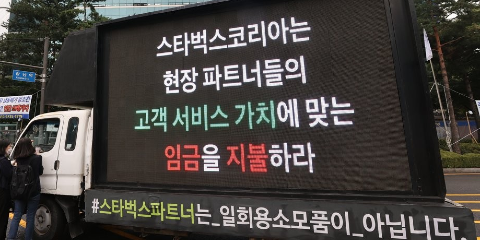 스타벅스코리아는
현장 파트너들의
고객 서비스 가치에 맞는
임금을 지불하라
#스타벅스파트너는_일회용소모품이_아닙니다.